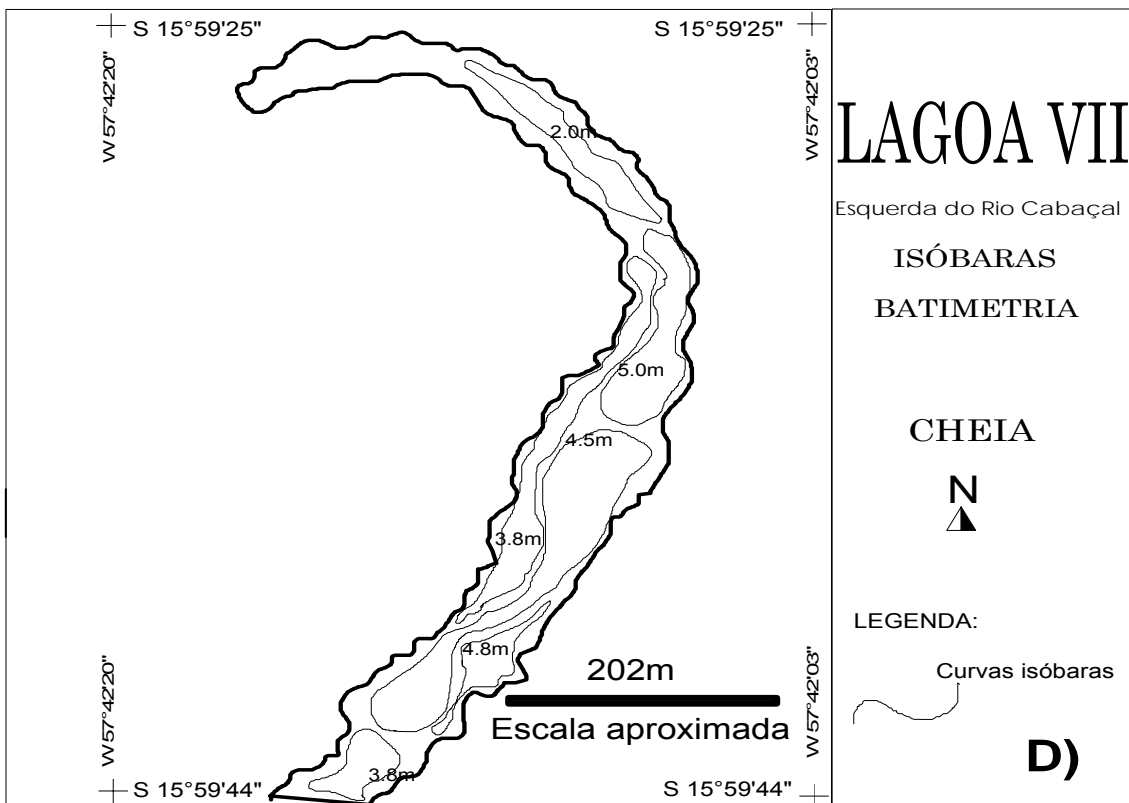 S 15°59'25"
S 15°59'25"
W 57°42'20"
W 57°42'03"
2.0m
5.0m
4.5m
3.8m
4.8m
3.8m
202m
Escala aproximada
W 57°42'20"
W 57°42'03"
S 15°59'44"
S 15°59'44"
LAGOA VII
Esquerda do Rio Cabaçal
ISÓBARAS
BATIMETRIA
CHEIA
N
LEGENDA:
Curvas isóbaras
D)